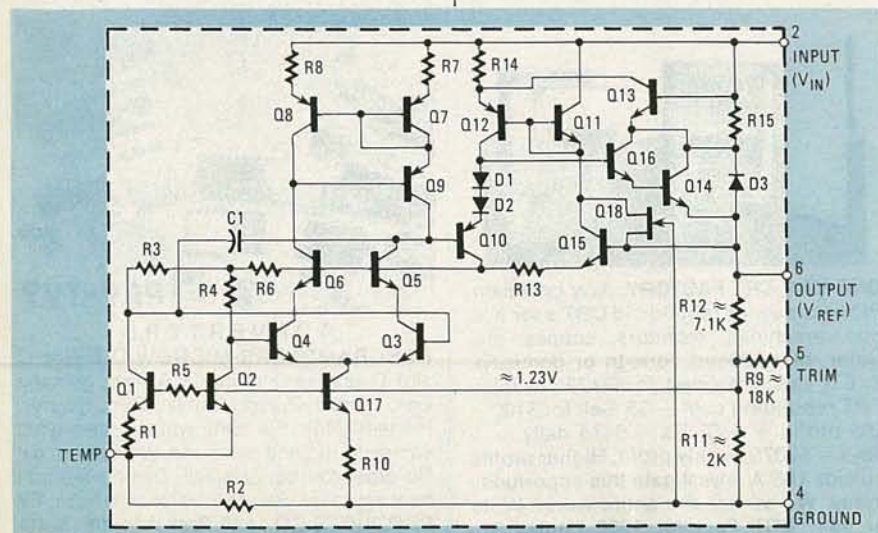 2
INPUT
(VIN)
R8
R7
R14
Q13
Q8
Q7
Q12
Q11
R15
Q16
Q9
D1
Q14
D3
D2
Q18
C1
Q10
Q15
R3
R6
R4
Q6
Q5
R13
6
OUTPUT
(VREF)
R12 ≈
7.1K
Q4
Q3
5
TRIM
Q1
R5
Q2
≈ 1.23V
R9 ≈
18K
Q17
R1
R11 ≈
2K
TEMP
R10
R2
4
GROUND